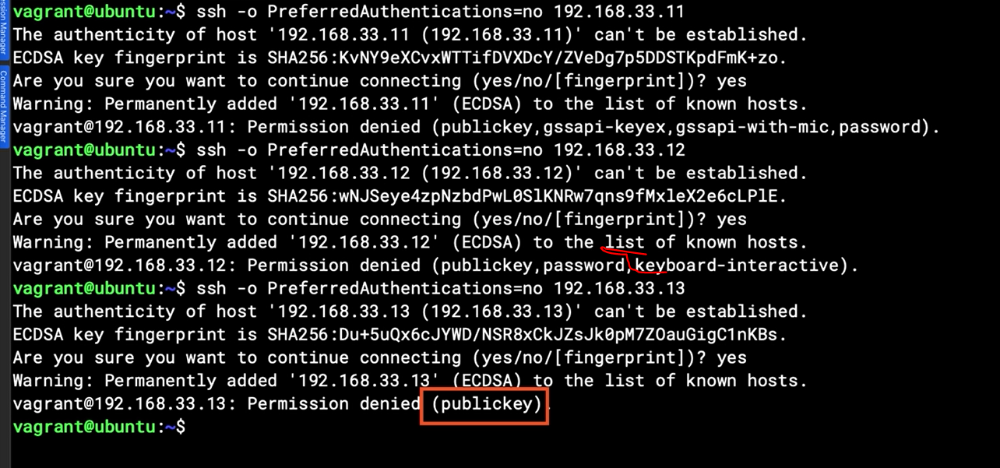 ession Manager
Command Manager
vagrant@ubuntu:~$ ssh -o PreferredAuthentications=no 192.168.33.11
The authenticity of host '192.168.33.11 (192.168.33.11)' can't be established.
ECDSA key fingerprint is SHA256:KvNY9eXCvxWTTifDVXDcY/ZVeDg7p5DDSTKpdFmK+zo.
Are you sure you want to continue connecting (yes/no/[fingerprint])? yes
Warning: Permanently added '192.168.33.11' (ECDSA) to the list of known hosts.
vagrant@192.168.33.11: Permission denied (publickey,gssapi-keyex,gssapi-with-mic,password).
vagrant@ubuntu:~$ ssh -o PreferredAuthentications=no 192.168.33.12
The authenticity of host '192.168.33.12 (192.168.33.12)' can't be established.
ECDSA key fingerprint is SHA256:wNJSeye4zpNzbdPwL0SlKNRw7qns9fMxleX2e6cLPlE.
Are you sure you want to continue connecting (yes/no/[fingerprint])? yes
Warning: Permanently added '192.168.33.12' (ECDSA) to the list of known hosts.
vagrant@192.168.33.12: Permission denied (publickey,password,keyboard-interactive).
vagrant@ubuntu:~$ ssh -o PreferredAuthentications=no 192.168.33.13
The authenticity of host '192.168.33.13 (192.168.33.13)' can't be established.
ECDSA key fingerprint is SHA256:Du+5uQx6cJYWD/NSR8xCkJZsJk0pM7ZOauGigC1nKBs.
Are you sure you want to continue connecting (yes/no/[fingerprint])? yes
Warning: Permanently added '192.168.33.13' (ECDSA) to the list of known hosts.
vagrant@192.168.33.13: Permission denied (publickey).
vagrant@ubuntu:~$